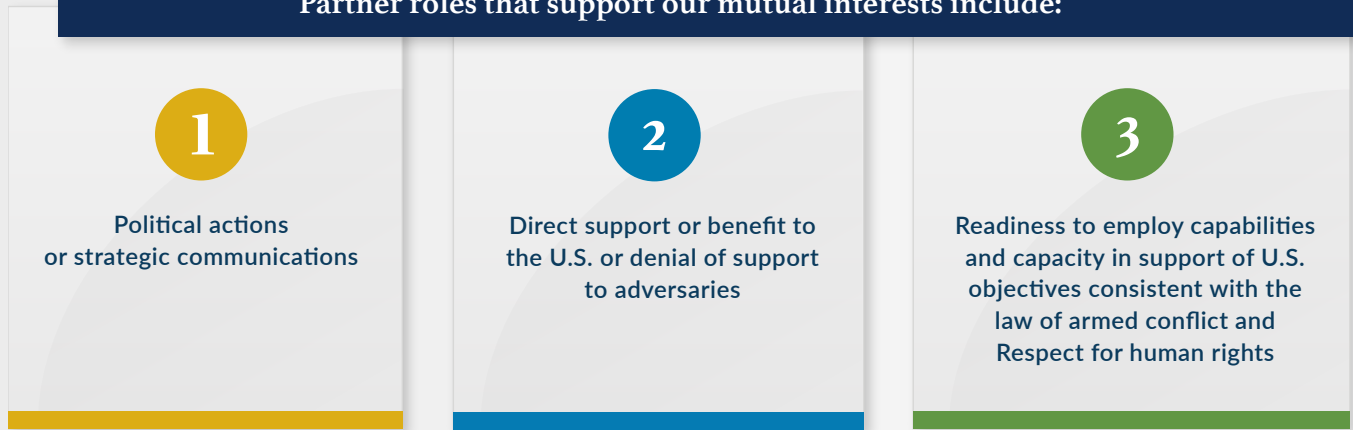 Partner roles that support our mutual interests include:
1
Political actions
or strategic communications
2
Direct support or benefit to
the U.S. or denial of support
to adversaries
3
Readiness to employ capabilities
and capacity in support of U.S.
objectives consistent with the
law of armed conflict and
Respect for human rights